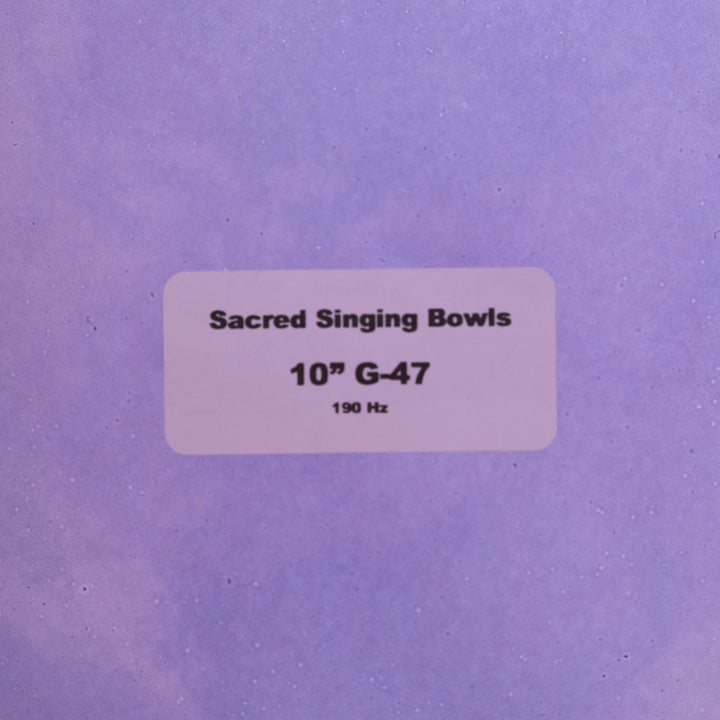 Sacred Singing Bowls
10” G-47
190 Hz